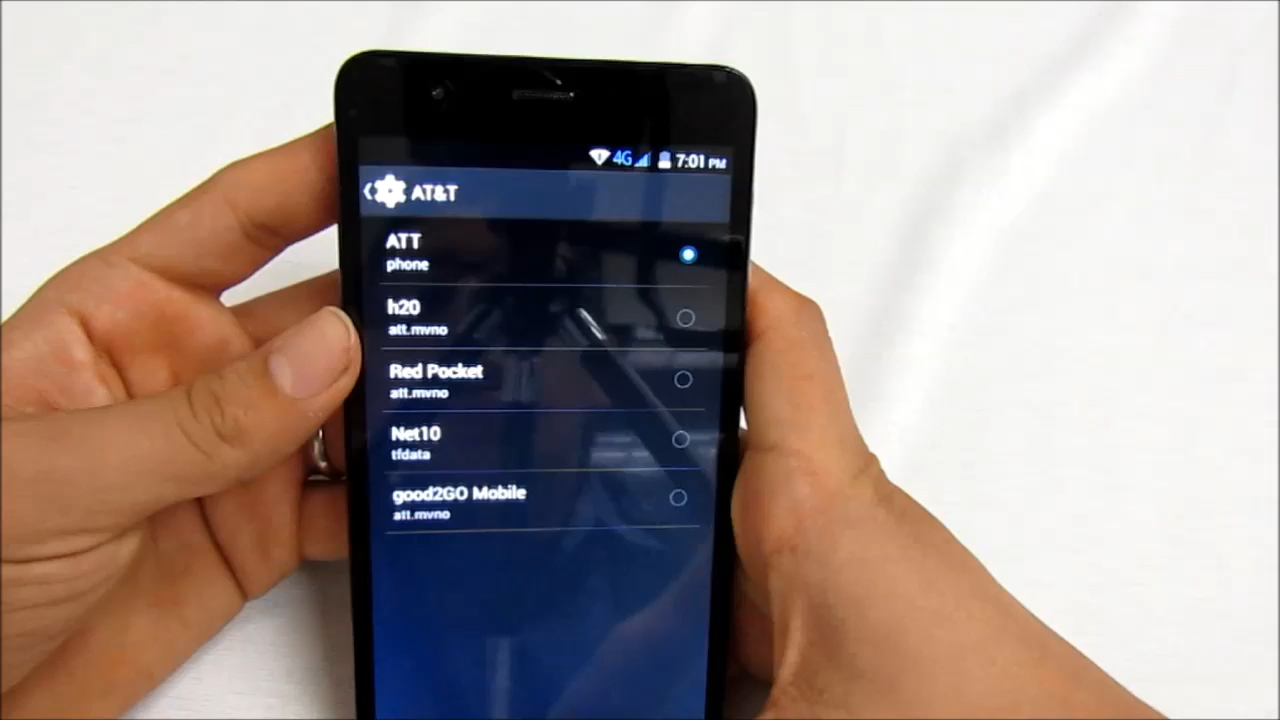 4G 7:01 PM
AT&T
ATT
phone
h20
att.mvno
Red Pocket
att.mvno
Net10
tfdata
good2GO Mobile
att.mvno